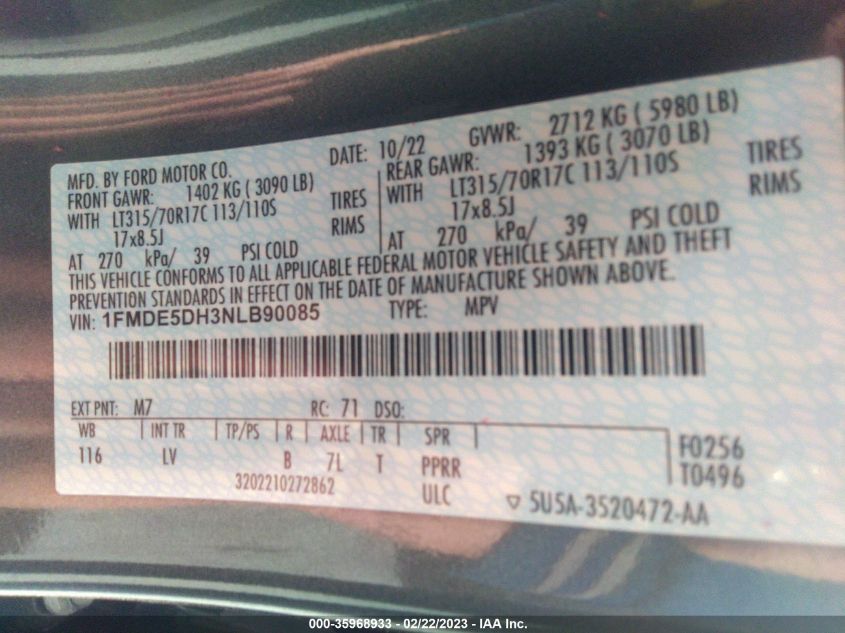 MFD. BY FORD MOTOR CO.
DATE: 10/22 GVWR: 2712 KG ( 5980 LB)
FRONT GAWR: 1402 KG ( 3090 LB) REAR GAWR: 1393 KG ( 3070 LB)
WITH LT315/70R17C 113/110S TIRES WITH LT315/70R17C 113/110S TIRES
17x8.5J RIMS 17x8.5J RIMS
AT 270 kPa/ 39 PSI COLD AT 270 kPa/ 39 PSI COLD
THIS VEHICLE CONFORMS TO ALL APPLICABLE FEDERAL MOTOR VEHICLE SAFETY AND THEFT
PREVENTION STANDARDS IN EFFECT ON THE DATE OF MANUFACTURE SHOWN ABOVE.
VIN: 1FMDE5DH3NLB90085 TYPE: MPV
EXT PNT: M7 RC: 71 DSO:
WB INT TR TP/PS R AXLE TR SPR
116 LV B 7L T PPRR
F0256
T0496
3202210272862 ULC
5U5A-3520472-AA
000-35968933 - 02/22/2023 - IAA Inc.